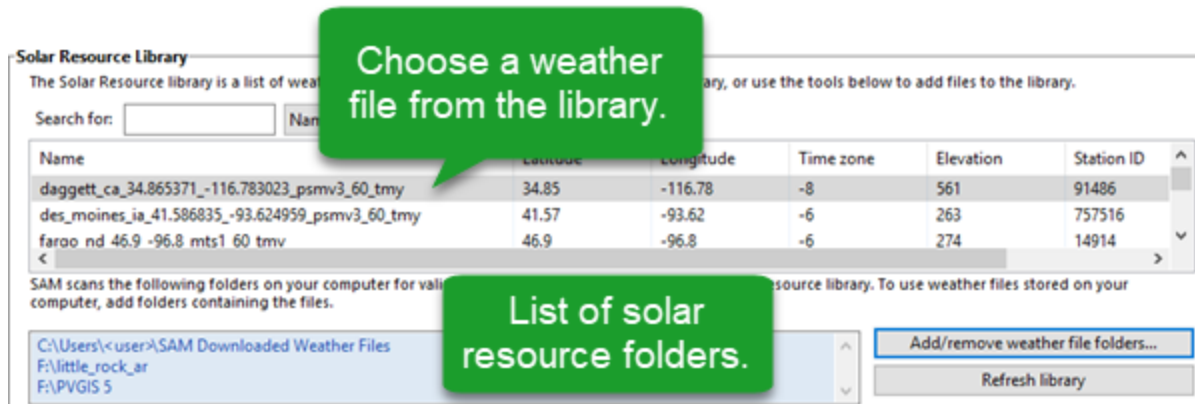 Solar Resource Library
Choose a weather
file from the library.
The Solar Resource library is a list of weat ary, or use the tools below to add files to the library.
Search for: Nan
Name Latitude Longitude Time zone Elevation Station ID
daggett_ca_34.865371_-116.783023_psmv3_60_tmy 34.85 -116.78 -8 561 91486
des_moines_ia_41.586835_-93.624959_psmv3_60_tmy 41.57 -93.62 -6 263 757516
fargo_nd_46.9_-96.8_mts1_60_tmy 46.9 -96.8 -6 274 14914
SAM scans the following folders on your computer for vali source library. To use weather files stored on your
computer, add folders containing the files.
List of solar
resource folders.
C:\Users\<user>\SAM Downloaded Weather Files
F:\little_rock_ar
F:\PVGIS 5
Add/remove weather file folders...
Refresh library